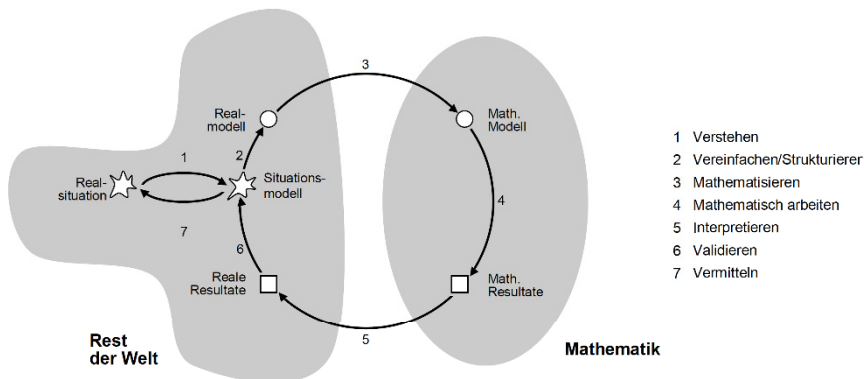 3
Real-
modell
Math.
Modell
1
2
Real-
situation
Situations-
modell
4
7
6
Reale
Resultate
Math.
Resultate
5
Rest
der Welt
Mathematik
1 Verstehen
2 Vereinfachen/Strukturieren
3 Mathematisieren
4 Mathematisch arbeiten
5 Interpretieren
6 Validieren
7 Vermitteln